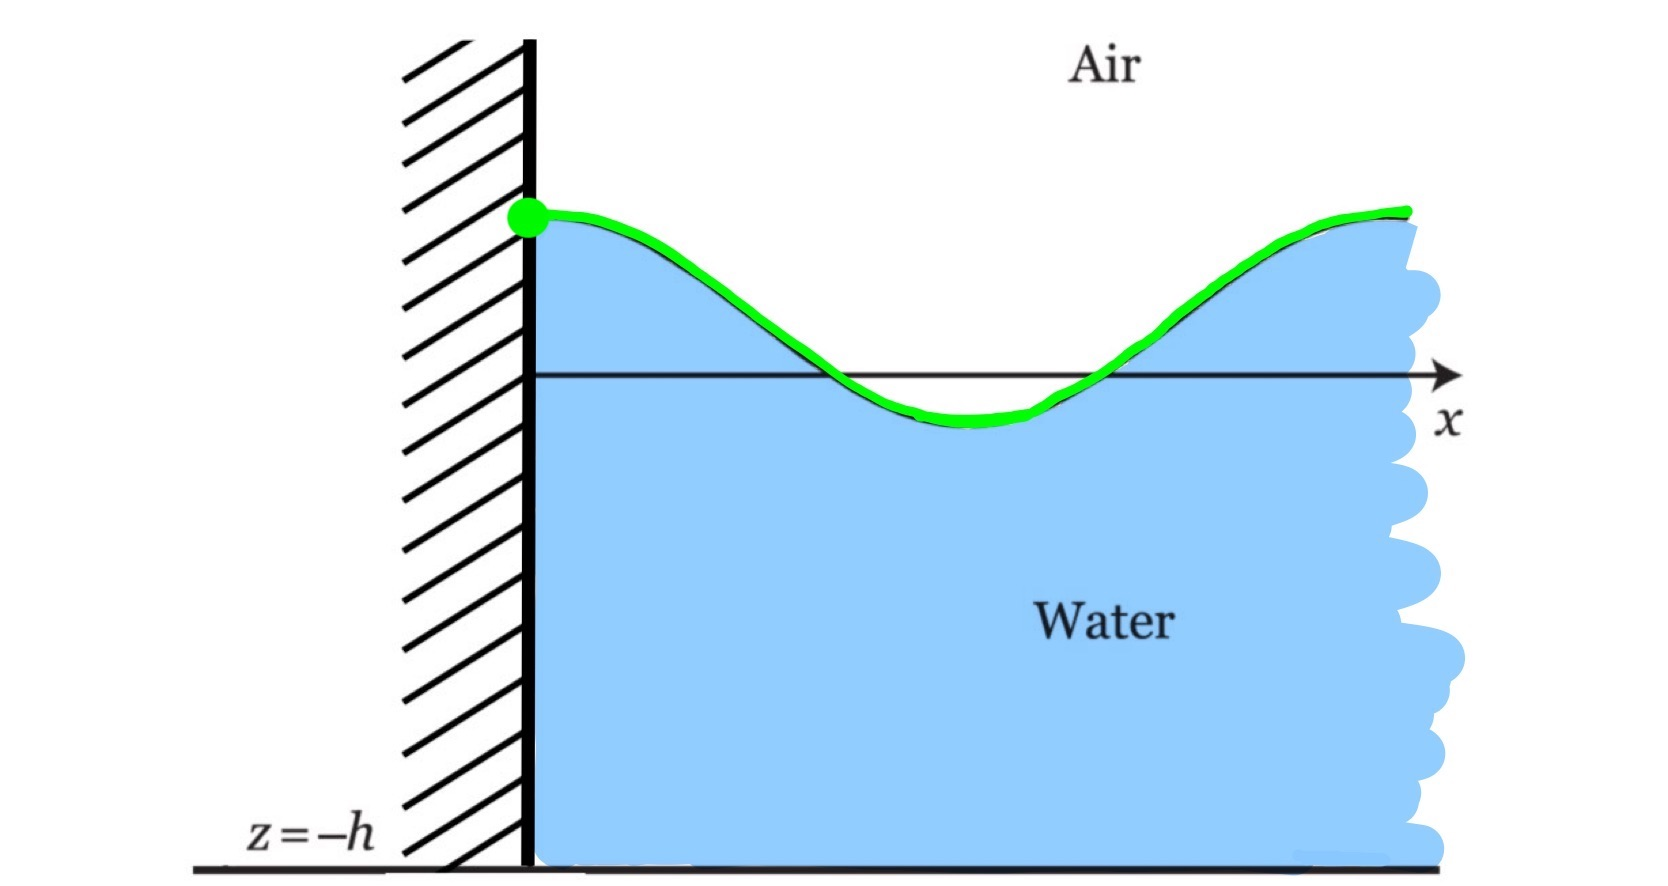 Air
x
Water
z = –h